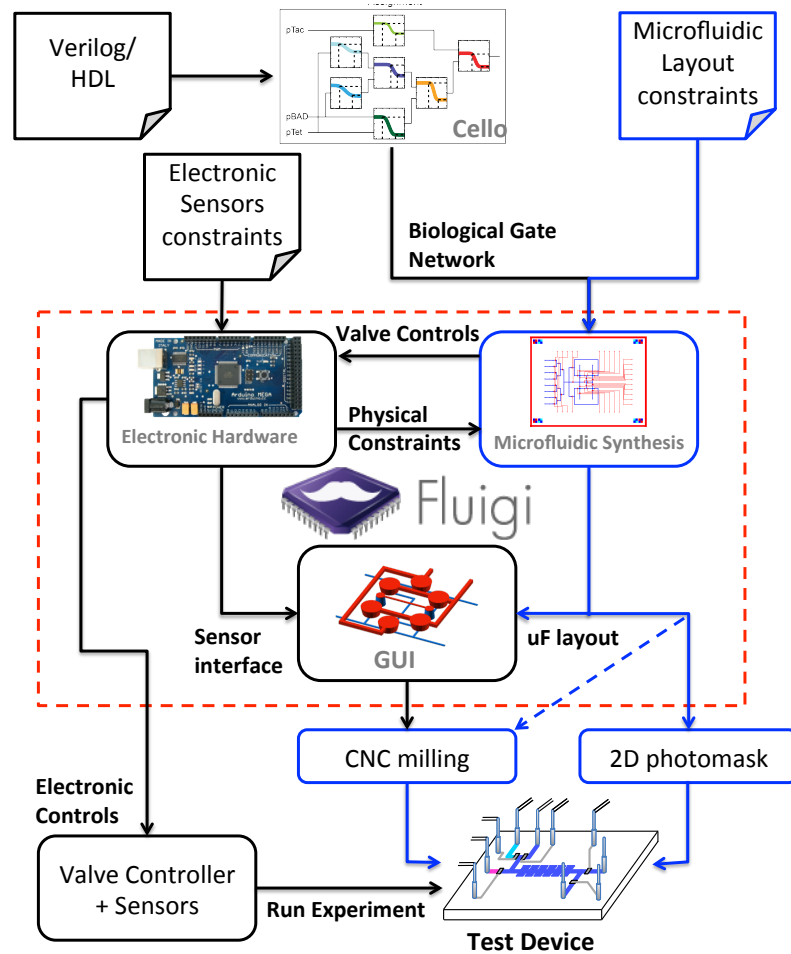 Verilog/
HDL
pTac
pBAD
pTet
Cello
Microfluidic
Layout
constraints
Electronic
Sensors
constraints
Biological Gate
Network
Valve Controls
Arduino MEGA
Electronic Hardware
Physical
Constraints
Microfluidic Synthesis
Fluigi
Sensor
interface
GUI
uF layout
CNC milling
2D photomask
Electronic
Controls
Valve Controller
+ Sensors
Run Experiment
Test Device